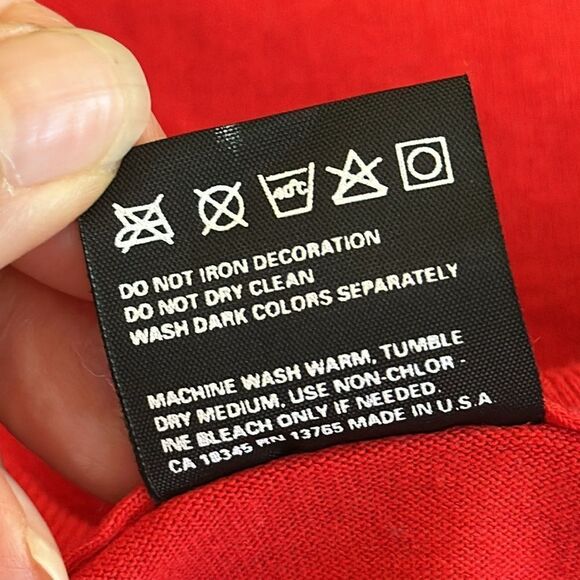 40°C
DO NOT IRON DECORATION
DO NOT DRY CLEAN
WASH DARK COLORS SEPARATELY
MACHINE WASH WARM, TUMBLE
DRY MEDIUM, USE NON-CHLOR-
INE BLEACH ONLY IF NEEDED.
CA 18345 RN 13765 MADE IN U.S.A